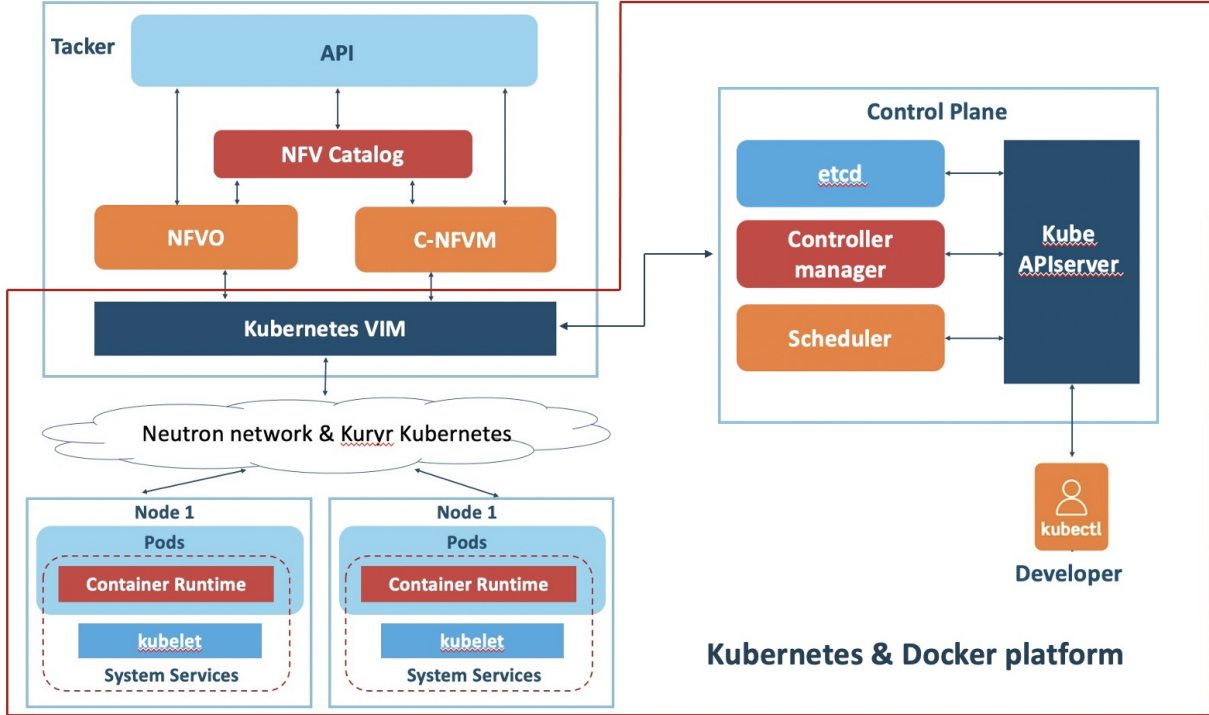 Tacker
API
NFV Catalog
NFVO
C-NFVM
Kubernetes VIM
Neutron network & Kuryr Kubernetes
Node 1
Pods
Container Runtime
kubelet
System Services
Node 1
Pods
Container Runtime
kubelet
System Services
Control Plane
etcd
Controller
manager
Scheduler
Kube
APIserver
kubectl
Developer
Kubernetes & Docker platform